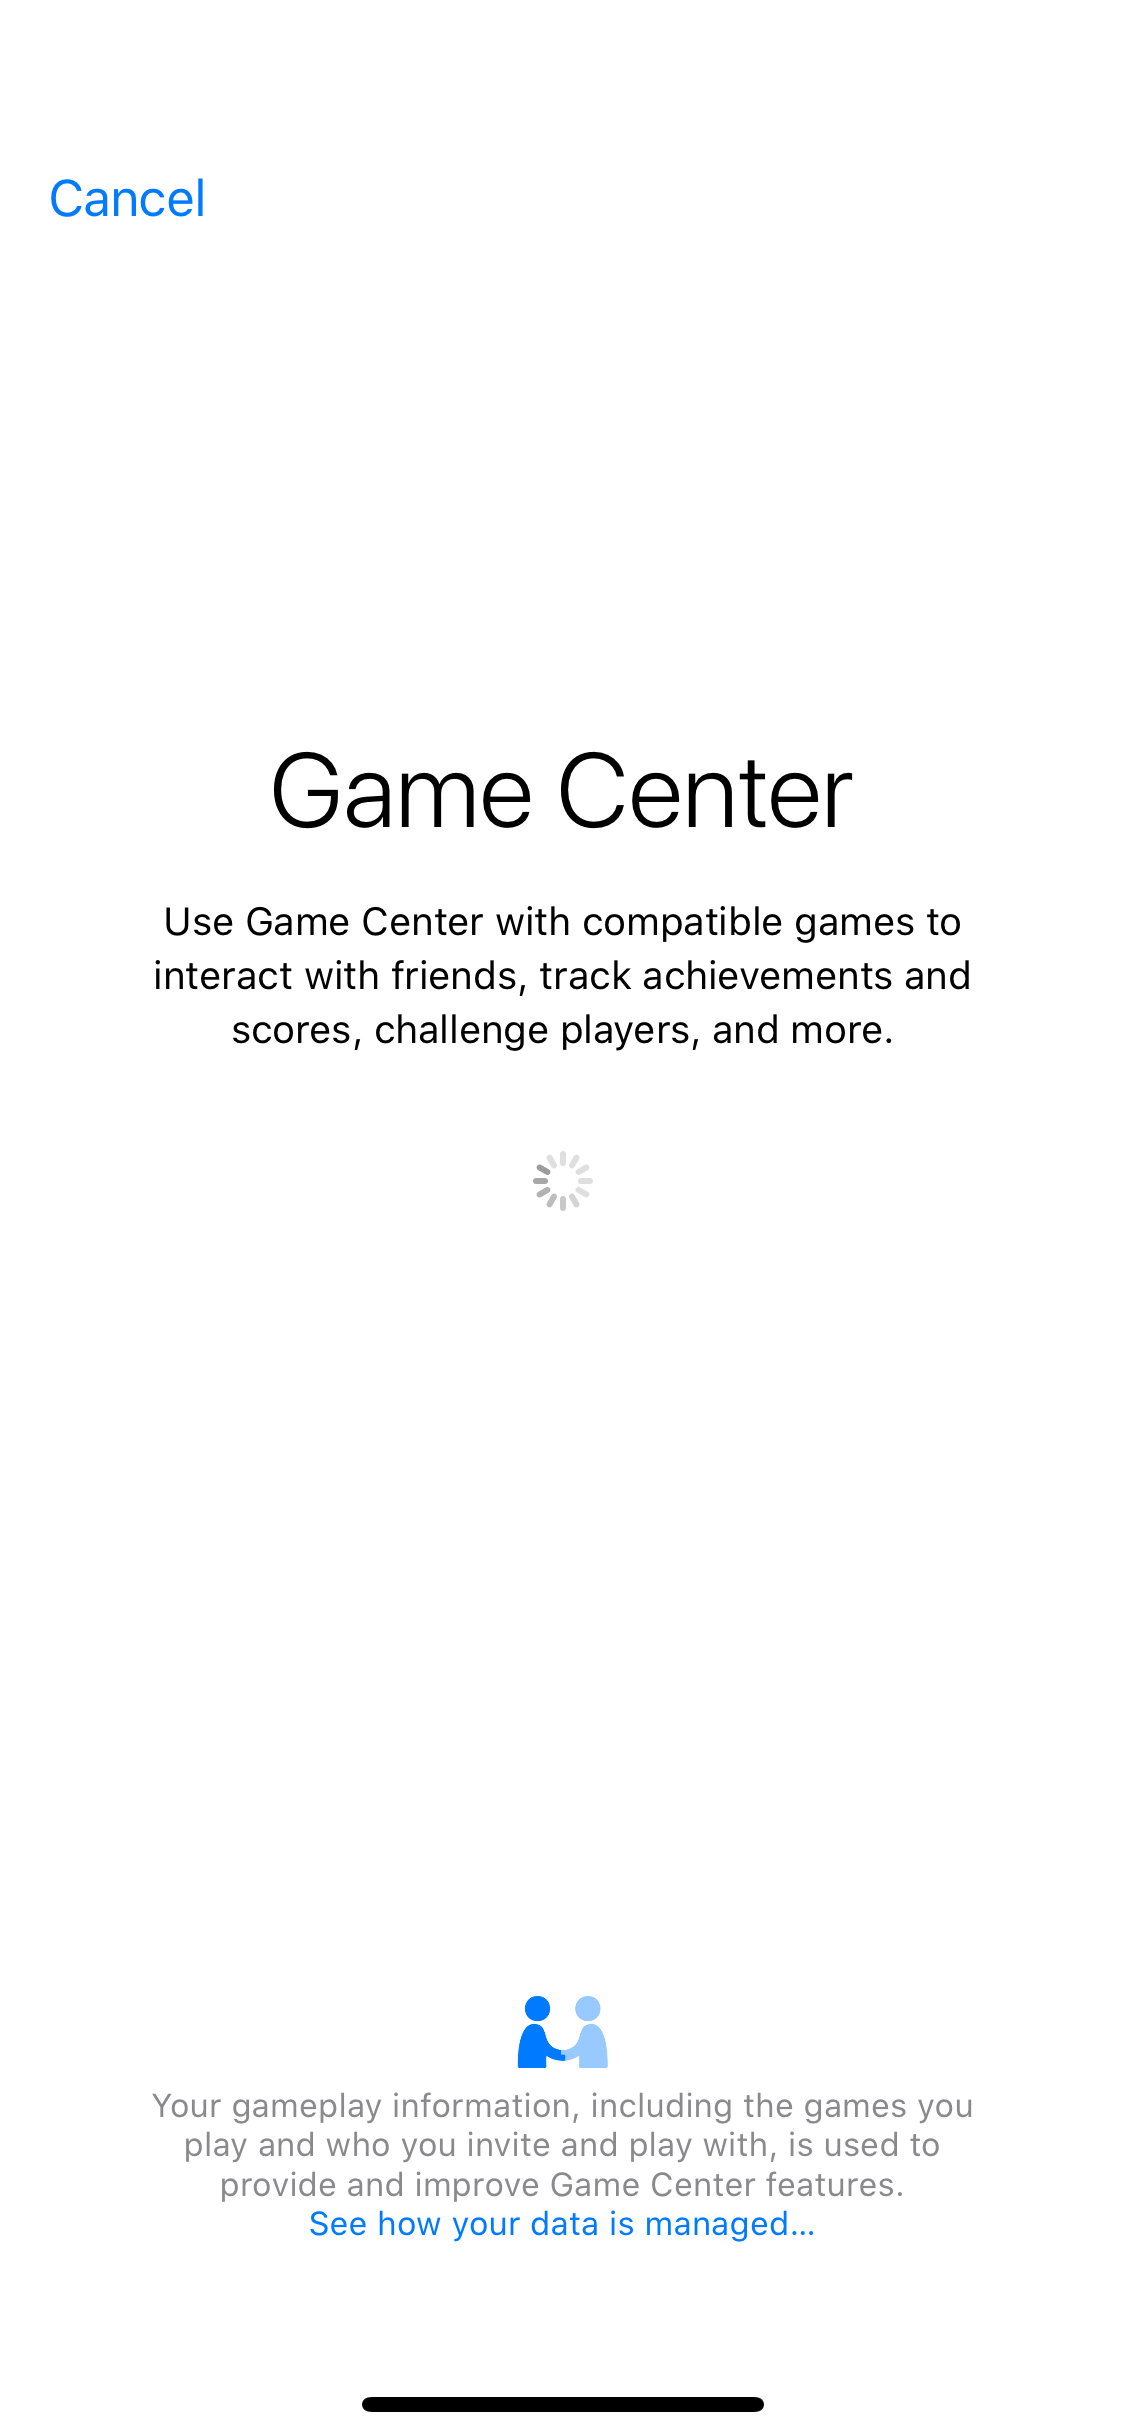 Cancel
Game Center
Use Game Center with compatible games to
interact with friends, track achievements and
scores, challenge players, and more.
Your gameplay information, including the games you
play and who you invite and play with, is used to
provide and improve Game Center features.
See how your data is managed...